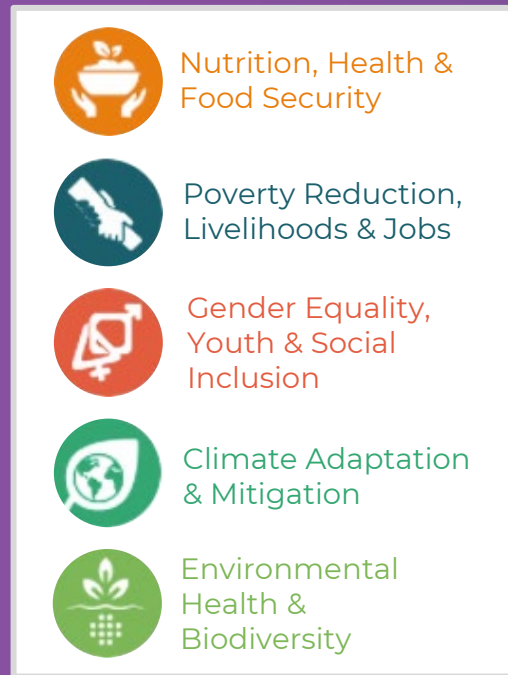 Nutrition, Health &
Food Security
Poverty Reduction,
Livelihoods & Jobs
Gender Equality,
Youth & Social
Inclusion
Climate Adaptation
& Mitigation
Environmental
Health &
Biodiversity